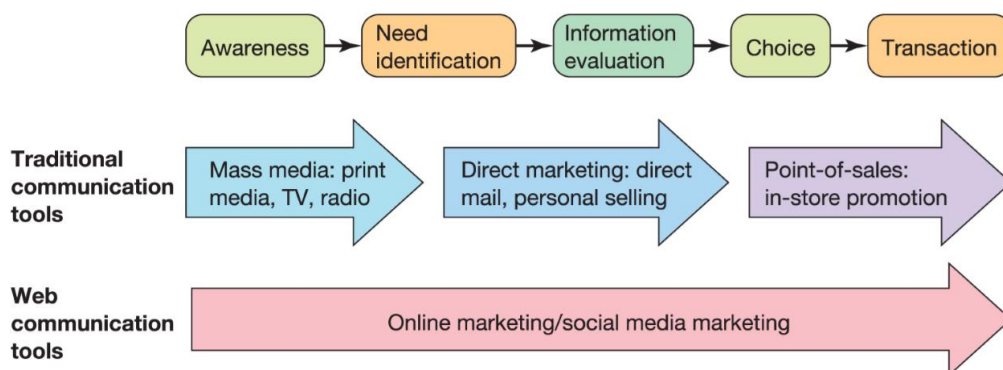 Awareness
Need
identification
Information
evaluation
Choice
Transaction
Traditional
communication
tools
Mass media: print
media, TV, radio
Direct marketing: direct
mail, personal selling
Point-of-sales:
in-store promotion
Web
communication
tools
Online marketing/social media marketing